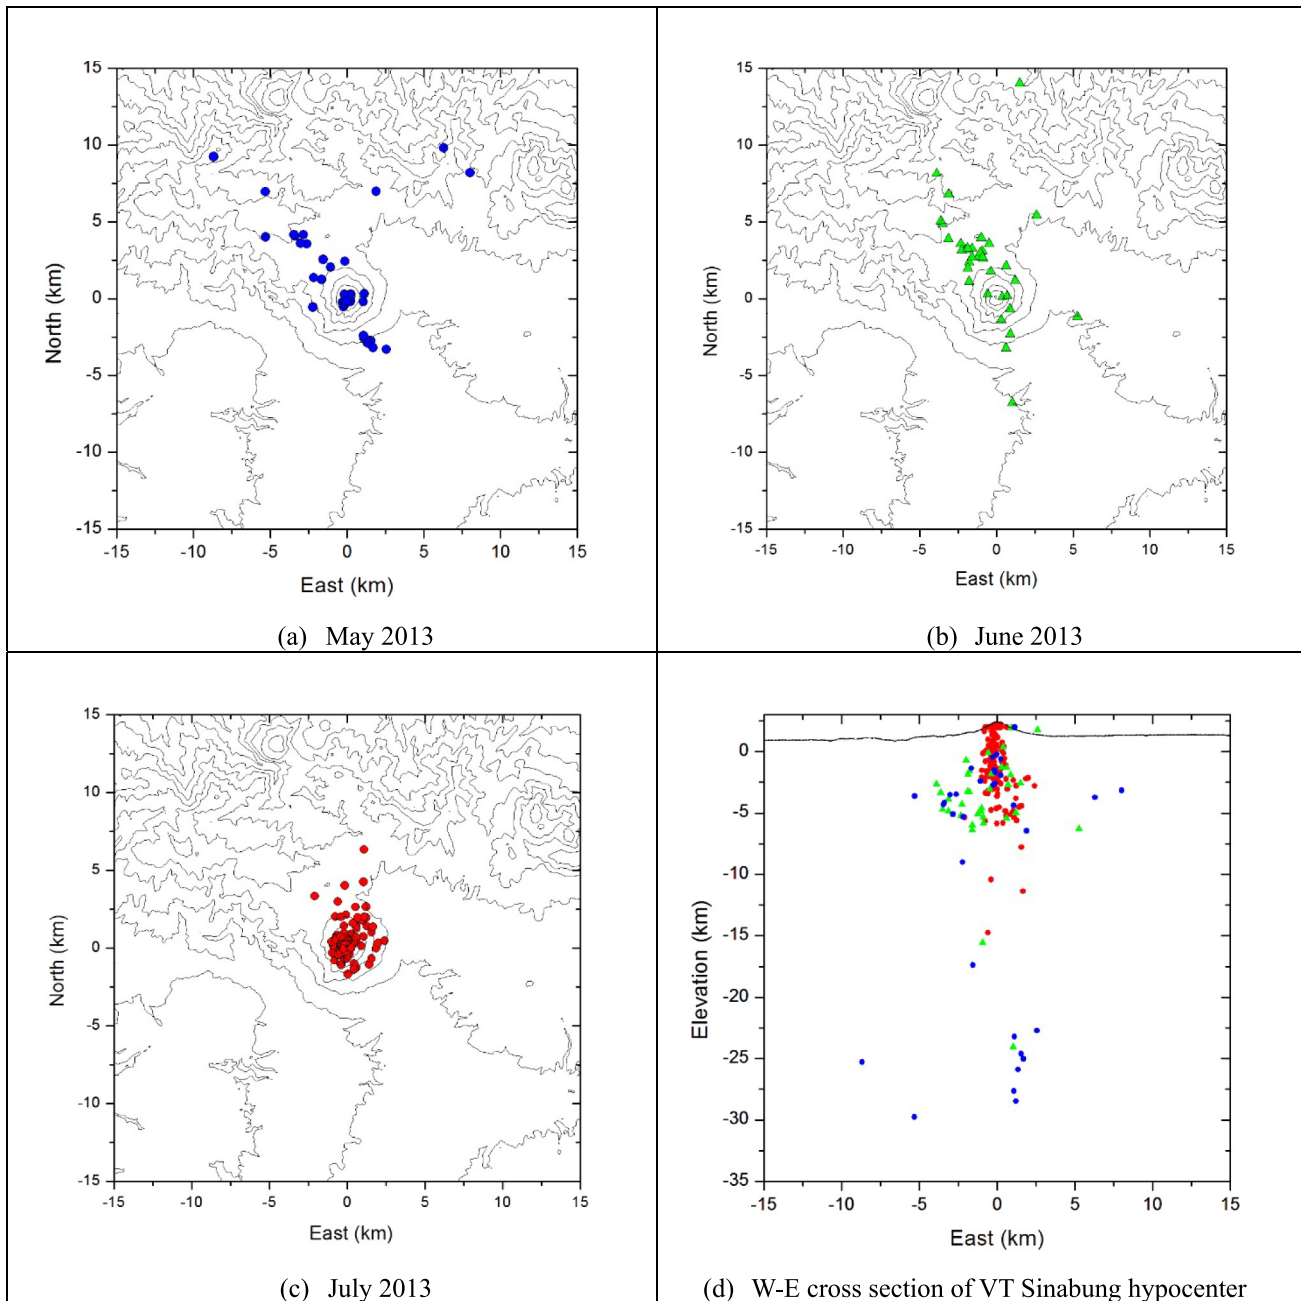 15
10
5
0
-5
-10
-15
-15 -10 -5 0 5 10 15
North (km)
East (km)
(a) May 2013
15
10
5
0
-5
-10
-15
-15 -10 -5 0 5 10 15
North (km)
East (km)
(b) June 2013
15
10
5
0
-5
-10
-15
-15 -10 -5 0 5 10 15
North (km)
East (km)
(c) July 2013
0
-5
-10
-15
-20
-25
-30
-35
-15 -10 -5 0 5 10 15
Elevation (km)
East (km)
(d) W-E cross section of VT Sinabung hypocenter